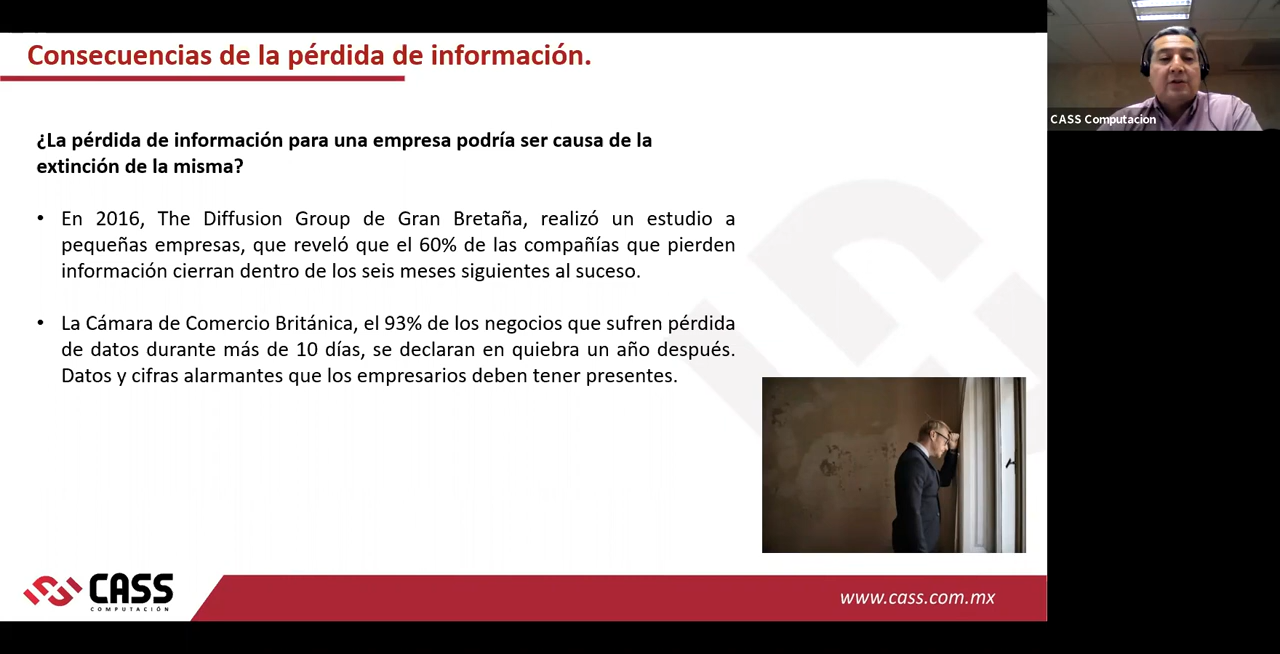 Consecuencias de la pérdida de información.
¿La pérdida de información para una empresa podría ser causa de la
extinción de la misma?
• En 2016, The Diffusion Group de Gran Bretaña, realizó un estudio a
pequeñas empresas, que reveló que el 60% de las compañías que pierden
información cierran dentro de los seis meses siguientes al suceso.
• La Cámara de Comercio Británica, el 93% de los negocios que sufren pérdida
de datos durante más de 10 días, se declaran en quiebra un año después.
Datos y cifras alarmantes que los empresarios deben tener presentes.
CASS
COMPUTACIÓN
www.cass.com.mx
CASS Computacion